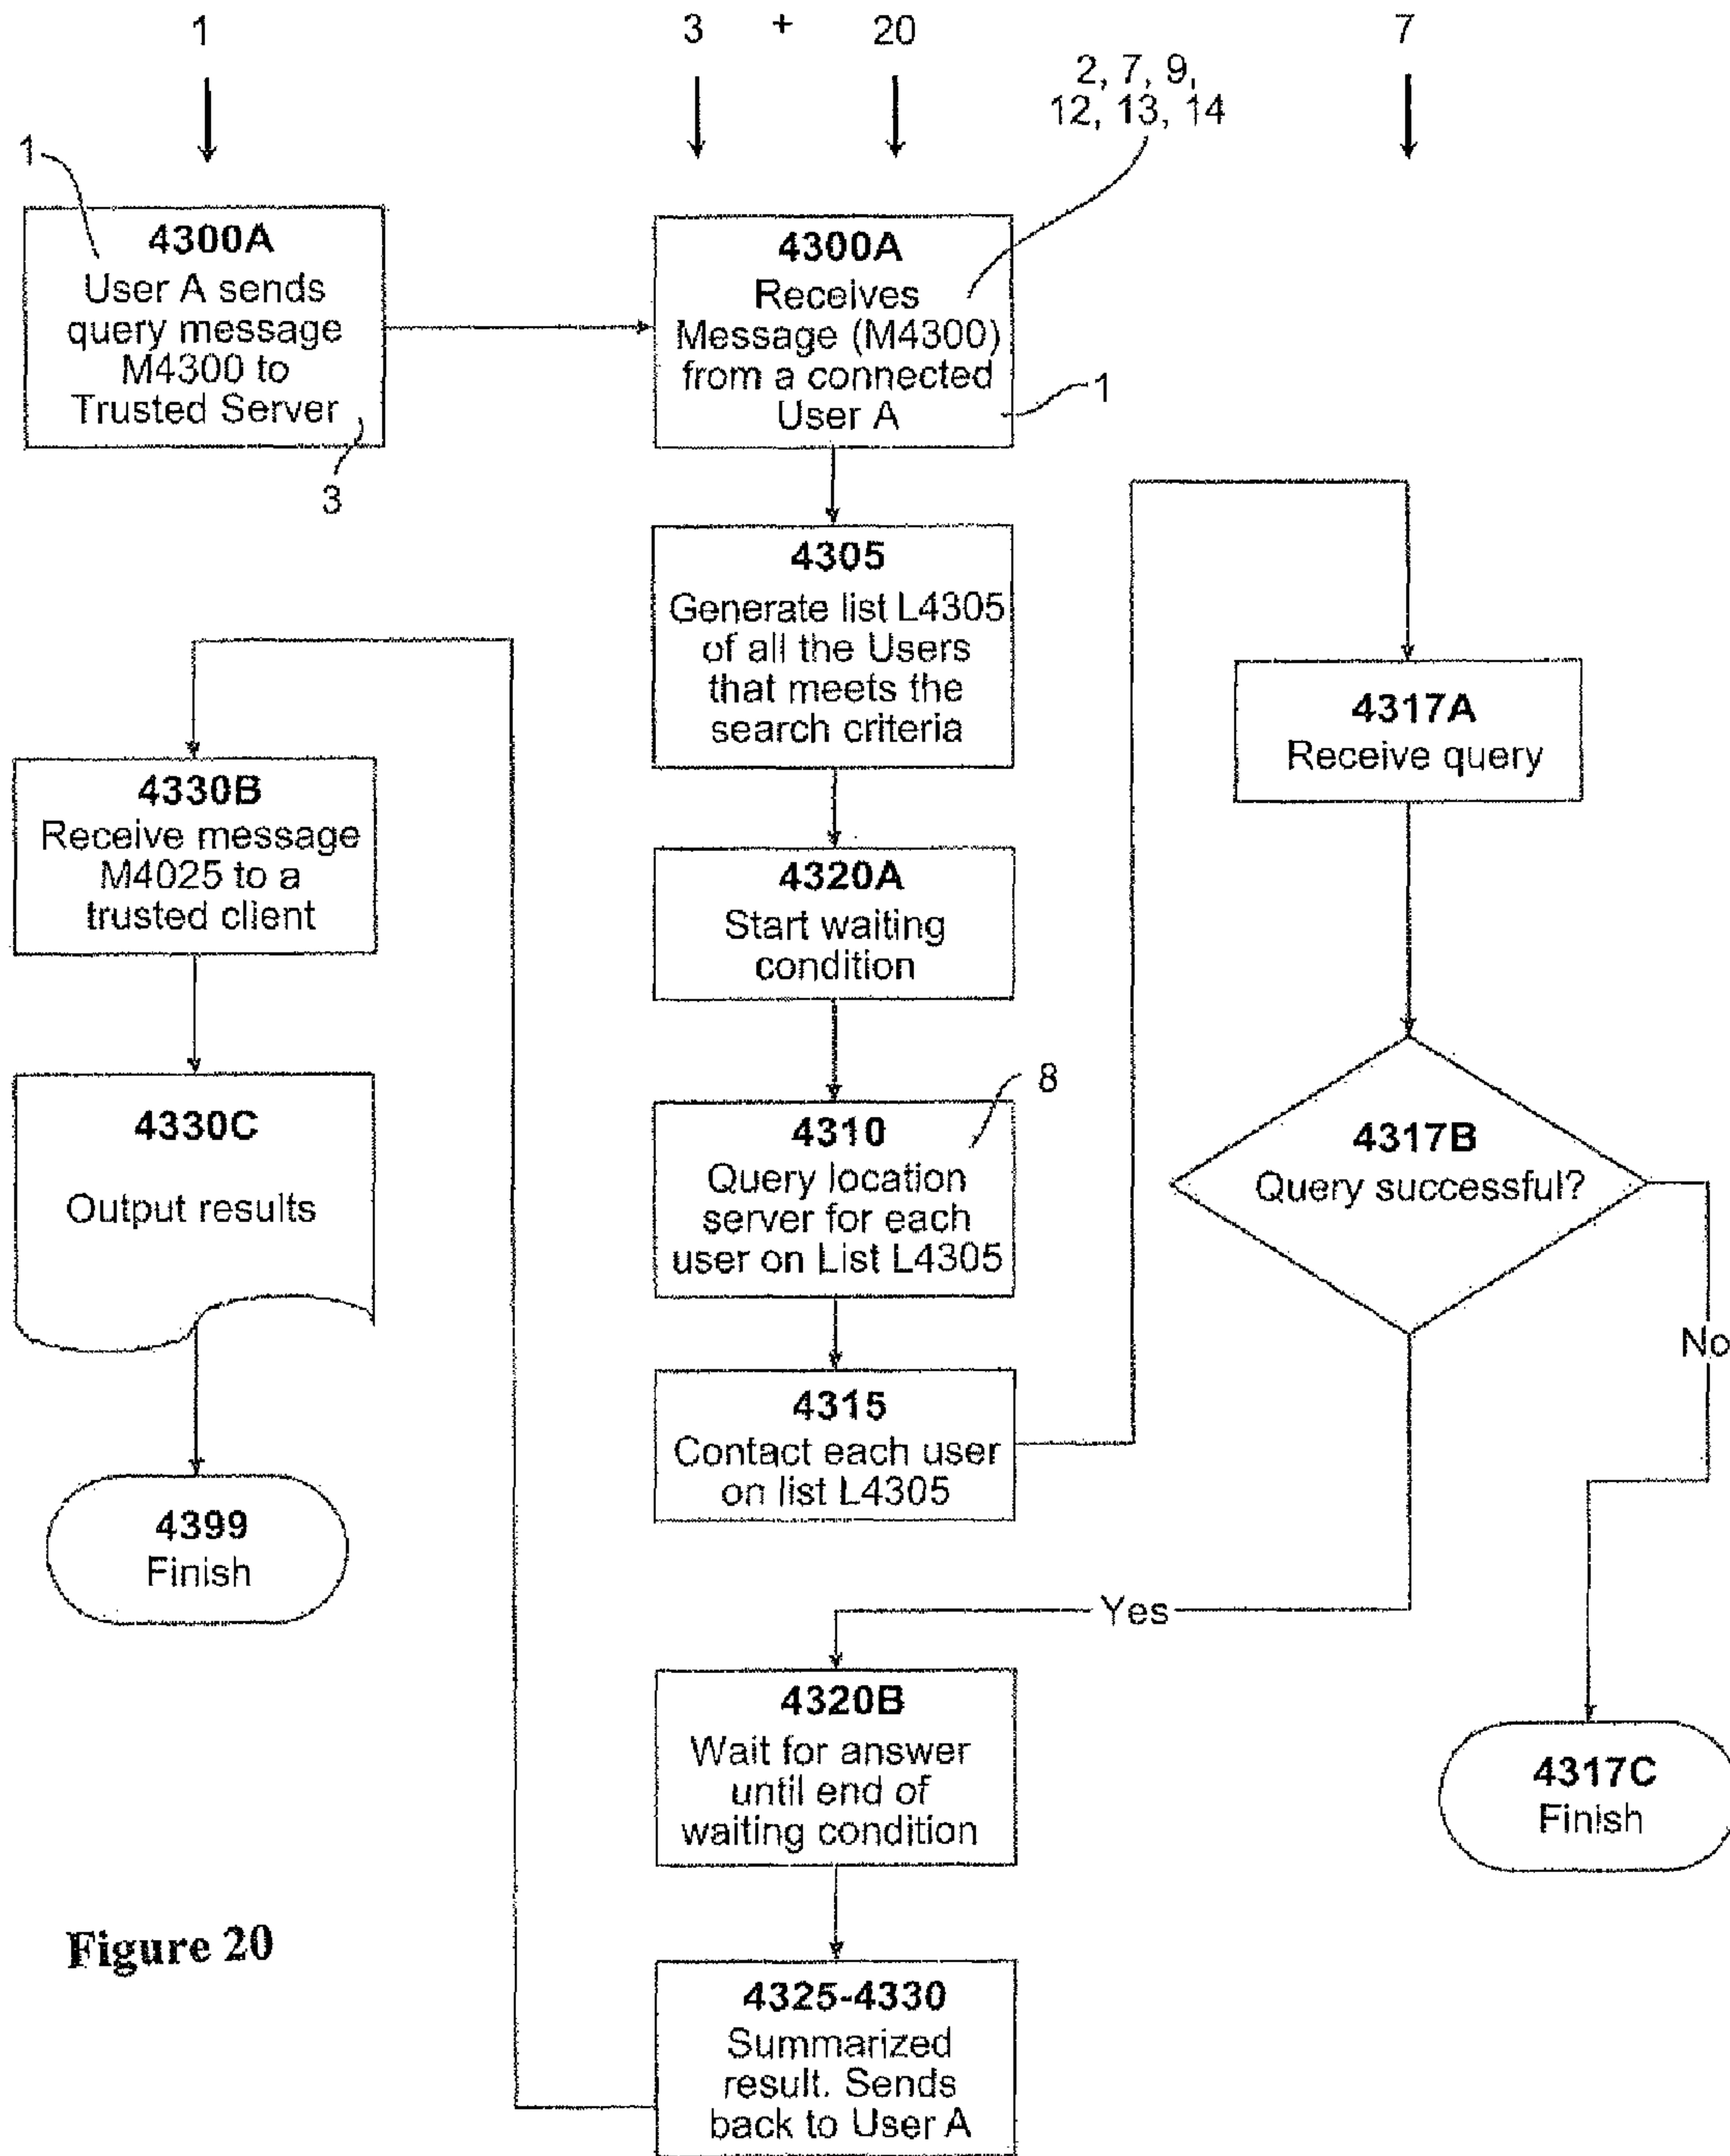 1
3 + 20
7
2, 7, 9,
12, 13, 14
1
4300A
User A sends
query message
M4300 to
Trusted Server
3
4300A
Receives
Message (M4300)
from a connected
User A
1
4305
Generate list L4305
of all the Users
that meets the
search criteria
4317A
Receive query
4330B
Receive message
M4025 to a
trusted client
4320A
Start waiting
condition
4330C
Output results
4310
Query location
server for each
user on List L4305
8
4317B
Query successful?
No
4315
Contact each user
on list L4305
4399
Finish
Yes
4320B
Wait for answer
until end of
waiting condition
4317C
Finish
Figure 20
4325-4330
Summarized
result. Sends
back to User A